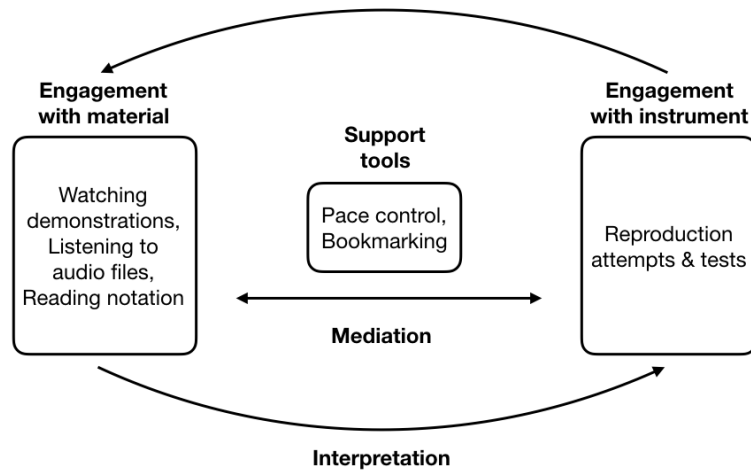 Engagement
with material
Watching
demonstrations,
Listening to
audio files,
Reading notation
Support
tools
Pace control,
Bookmarking
Mediation
Engagement
with instrument
Reproduction
attempts & tests
Interpretation